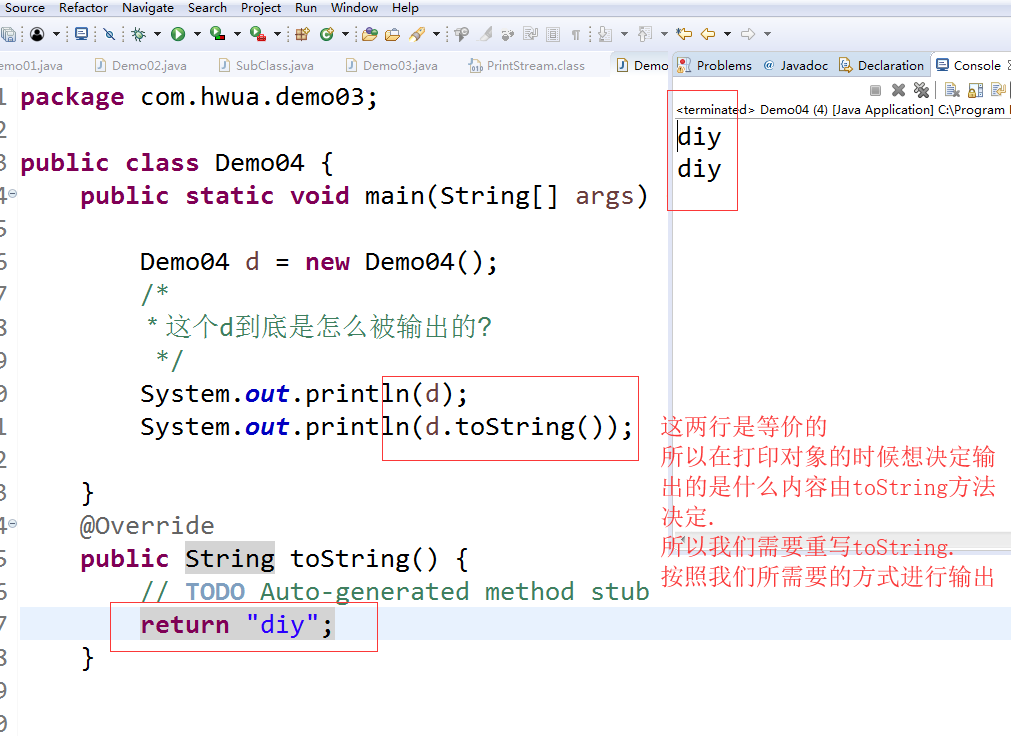 Source Refactor Navigate Search Project Run Window Help
emo01.java Demo02.java SubClass.java Demo03.java PrintStream.class Demo
Problems @ Javadoc Declaration Console
<terminated> Demo04 (4) [Java Application] C:\Program
diy
diy
1 package com.hwua.demo03;
2
3 public class Demo04 {
4 public static void main(String[] args)
5
6 Demo04 d = new Demo04();
7 /*
8 * 这个d到底是怎么被输出的?
9 */
0 System.out.println(d);
1 System.out.println(d.toString());
2
3 }
4 @Override
5 public String toString() {
6 // TODO Auto-generated method stub
7 return "diy";
8 }
9
0
这两行是等价的
所以在打印对象的时候想决定输
出的是什么内容由toString方法
决定.
所以我们需要重写toString.
按照我们所需要的方式进行输出